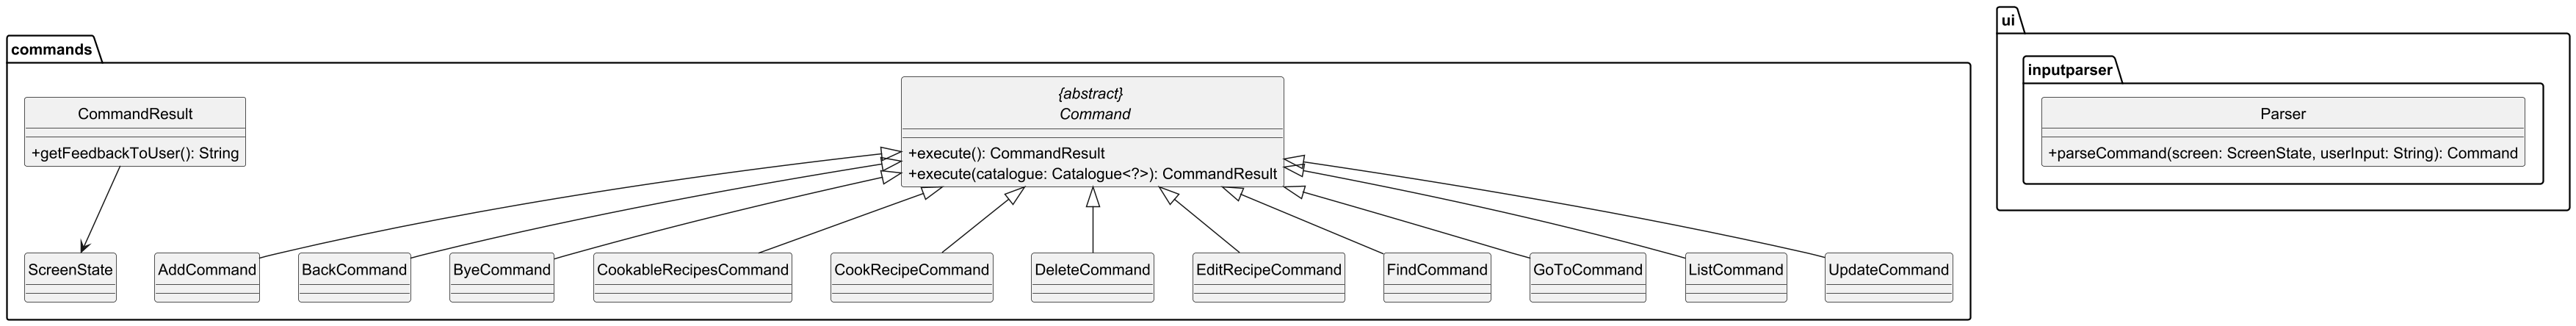 commands
CommandResult
+getFeedbackToUser(): String
{abstract}
Command
+execute(): CommandResult
+execute(catalogue: Catalogue<?>): CommandResult
ScreenState
AddCommand
BackCommand
ByeCommand
CookableRecipesCommand
CookRecipeCommand
DeleteCommand
EditRecipeCommand
FindCommand
GoToCommand
ListCommand
UpdateCommand
ui
inputparser
Parser
+parseCommand(screen: ScreenState, userInput: String): Command